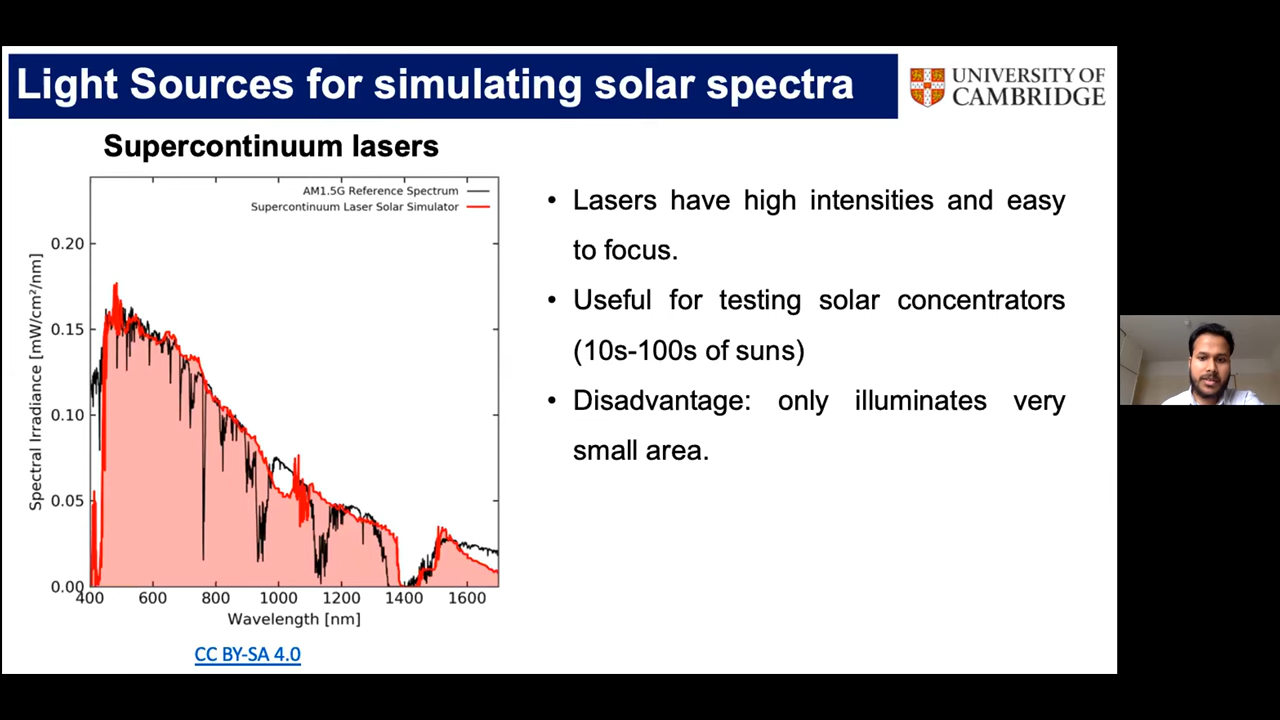 Light Sources for simulating solar spectra
UNIVERSITY OF
CAMBRIDGE
Supercontinuum lasers
AM1.5G Reference Spectrum
Supercontinuum Laser Solar Simulator
Spectral Irradiance [mW/cm²/nm]
0.20
0.15
0.10
0.05
0.00
400 600 800 1000 1200 1400 1600
Wavelength [nm]
CC BY-SA 4.0
• Lasers have high intensities and easy
to focus.
• Useful for testing solar concentrators
(10s-100s of suns)
• Disadvantage: only illuminates very
small area.